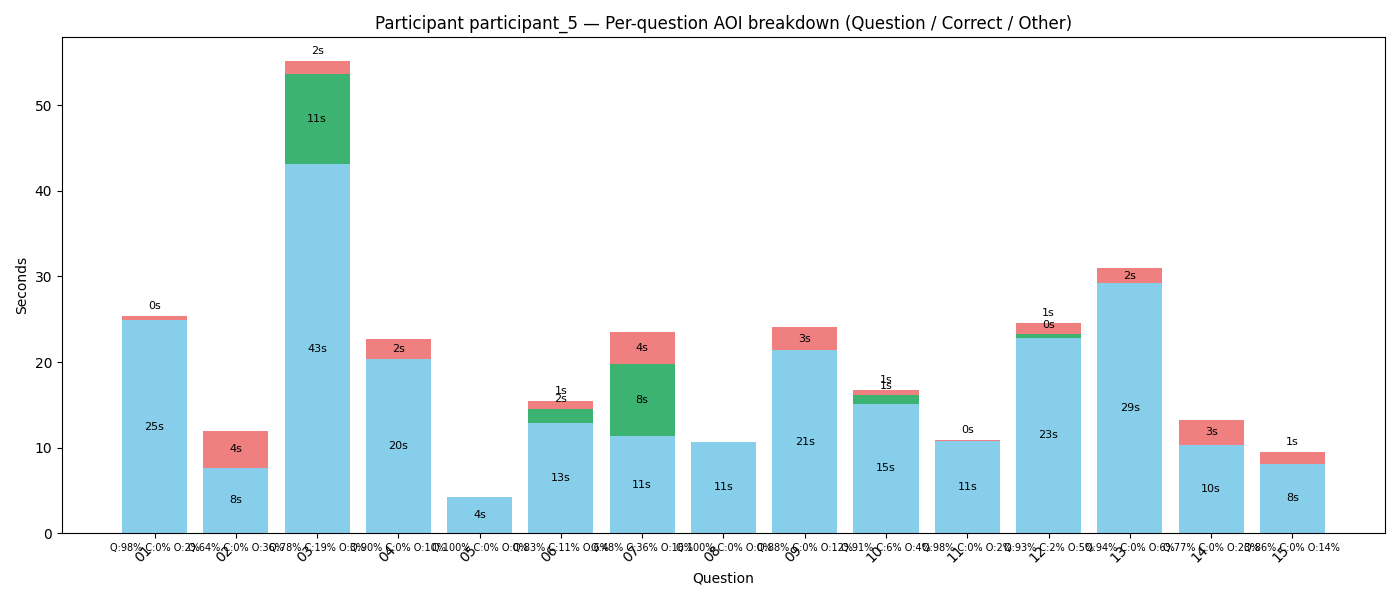 Participant participant_5 — Per-question AOI breakdown (Question / Correct / Other)
Seconds
50
40
30
20
10
0
0s
25s
4s
8s
2s
11s
43s
2s
20s
4s
1s
2s
13s
4s
8s
11s
11s
3s
21s
1s
1s
15s
0s
11s
1s
0s
23s
2s
29s
3s
10s
1s
8s
Q:98% C:0% O:2%
Q:64% C:0% O:36%
Q:78% C:19% O:3%
Q:90% C:0% O:10%
Q:100% C:0% O:0%
Q:83% C:11% O:6%
Q:48% C:36% O:16%
Q:100% C:0% O:0%
Q:88% C:0% O:12%
Q:91% C:6% O:4%
Q:98% C:0% O:2%
Q:93% C:2% O:5%
Q:94% C:0% O:6%
Q:77% C:0% O:23%
Q:86% C:0% O:14%
01
02
03
04
05
06
07
08
09
10
11
12
13
14
15
Question